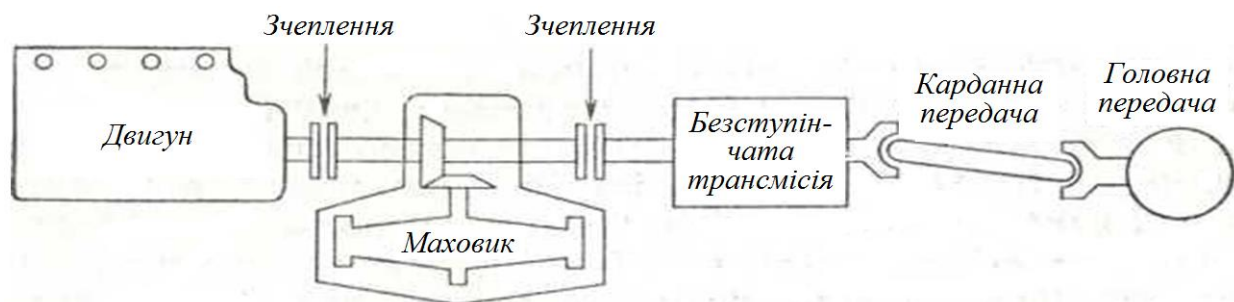 Зчеплення
Зчеплення
Двигун
Маховик
Безступін-
чата
трансмісія
Карданна
передача
Головна
передача